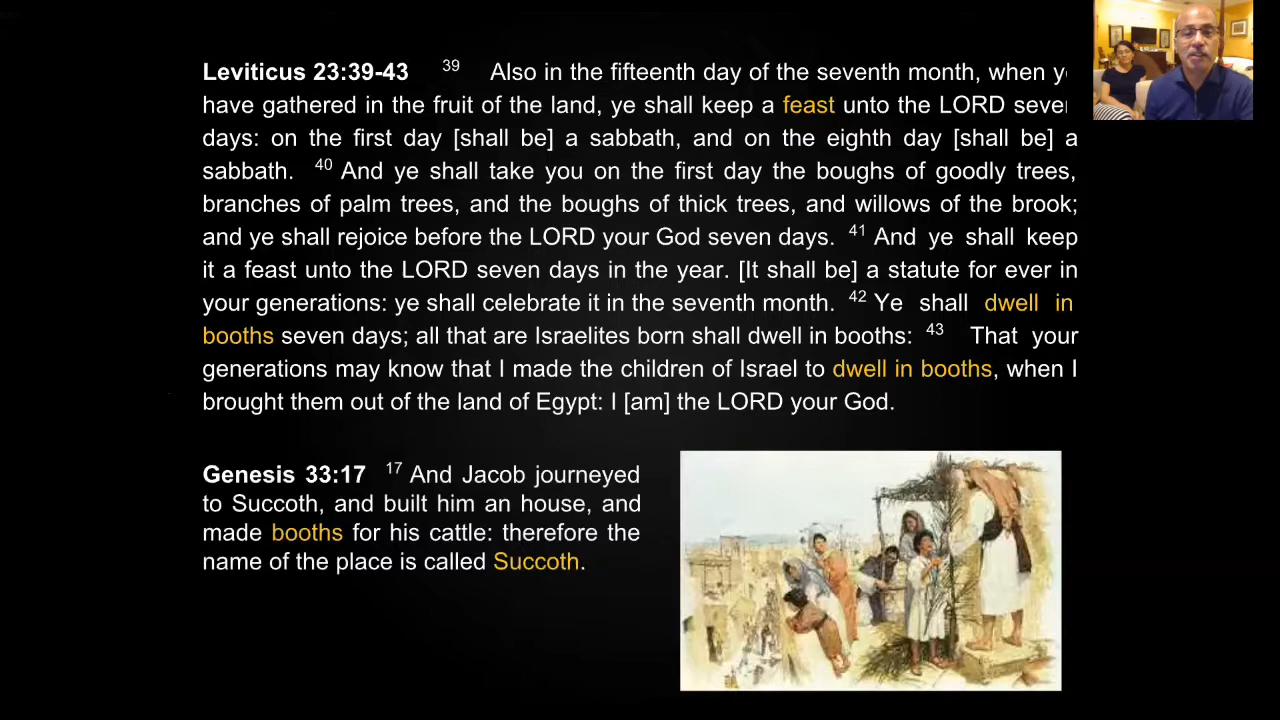 Leviticus 23:39-43 39 Also in the fifteenth day of the seventh month, when
have gathered in the fruit of the land, ye shall keep a feast unto the LORD
days: on the first day [shall be] a sabbath, and on the eighth day [shall be] a
sabbath. 40 And ye shall take you on the first day the boughs of goodly trees,
branches of palm trees, and the boughs of thick trees, and willows of the brook;
and ye shall rejoice before the LORD your God seven days. 41 And ye shall keep
it a feast unto the LORD seven days in the year. [It shall be] a statute for ever in
your generations: ye shall celebrate it in the seventh month. 42 Ye shall dwell in
booths seven days; all that are Israelites born shall dwell in booths: 43 That your
generations may know that I made the children of Israel to dwell in booths, when I
brought them out of the land of Egypt: I [am] the LORD your God.
Genesis 33:17 17 And Jacob journeyed
to Succoth, and built him an house, and
made booths for his cattle: therefore the
name of the place is called Succoth.